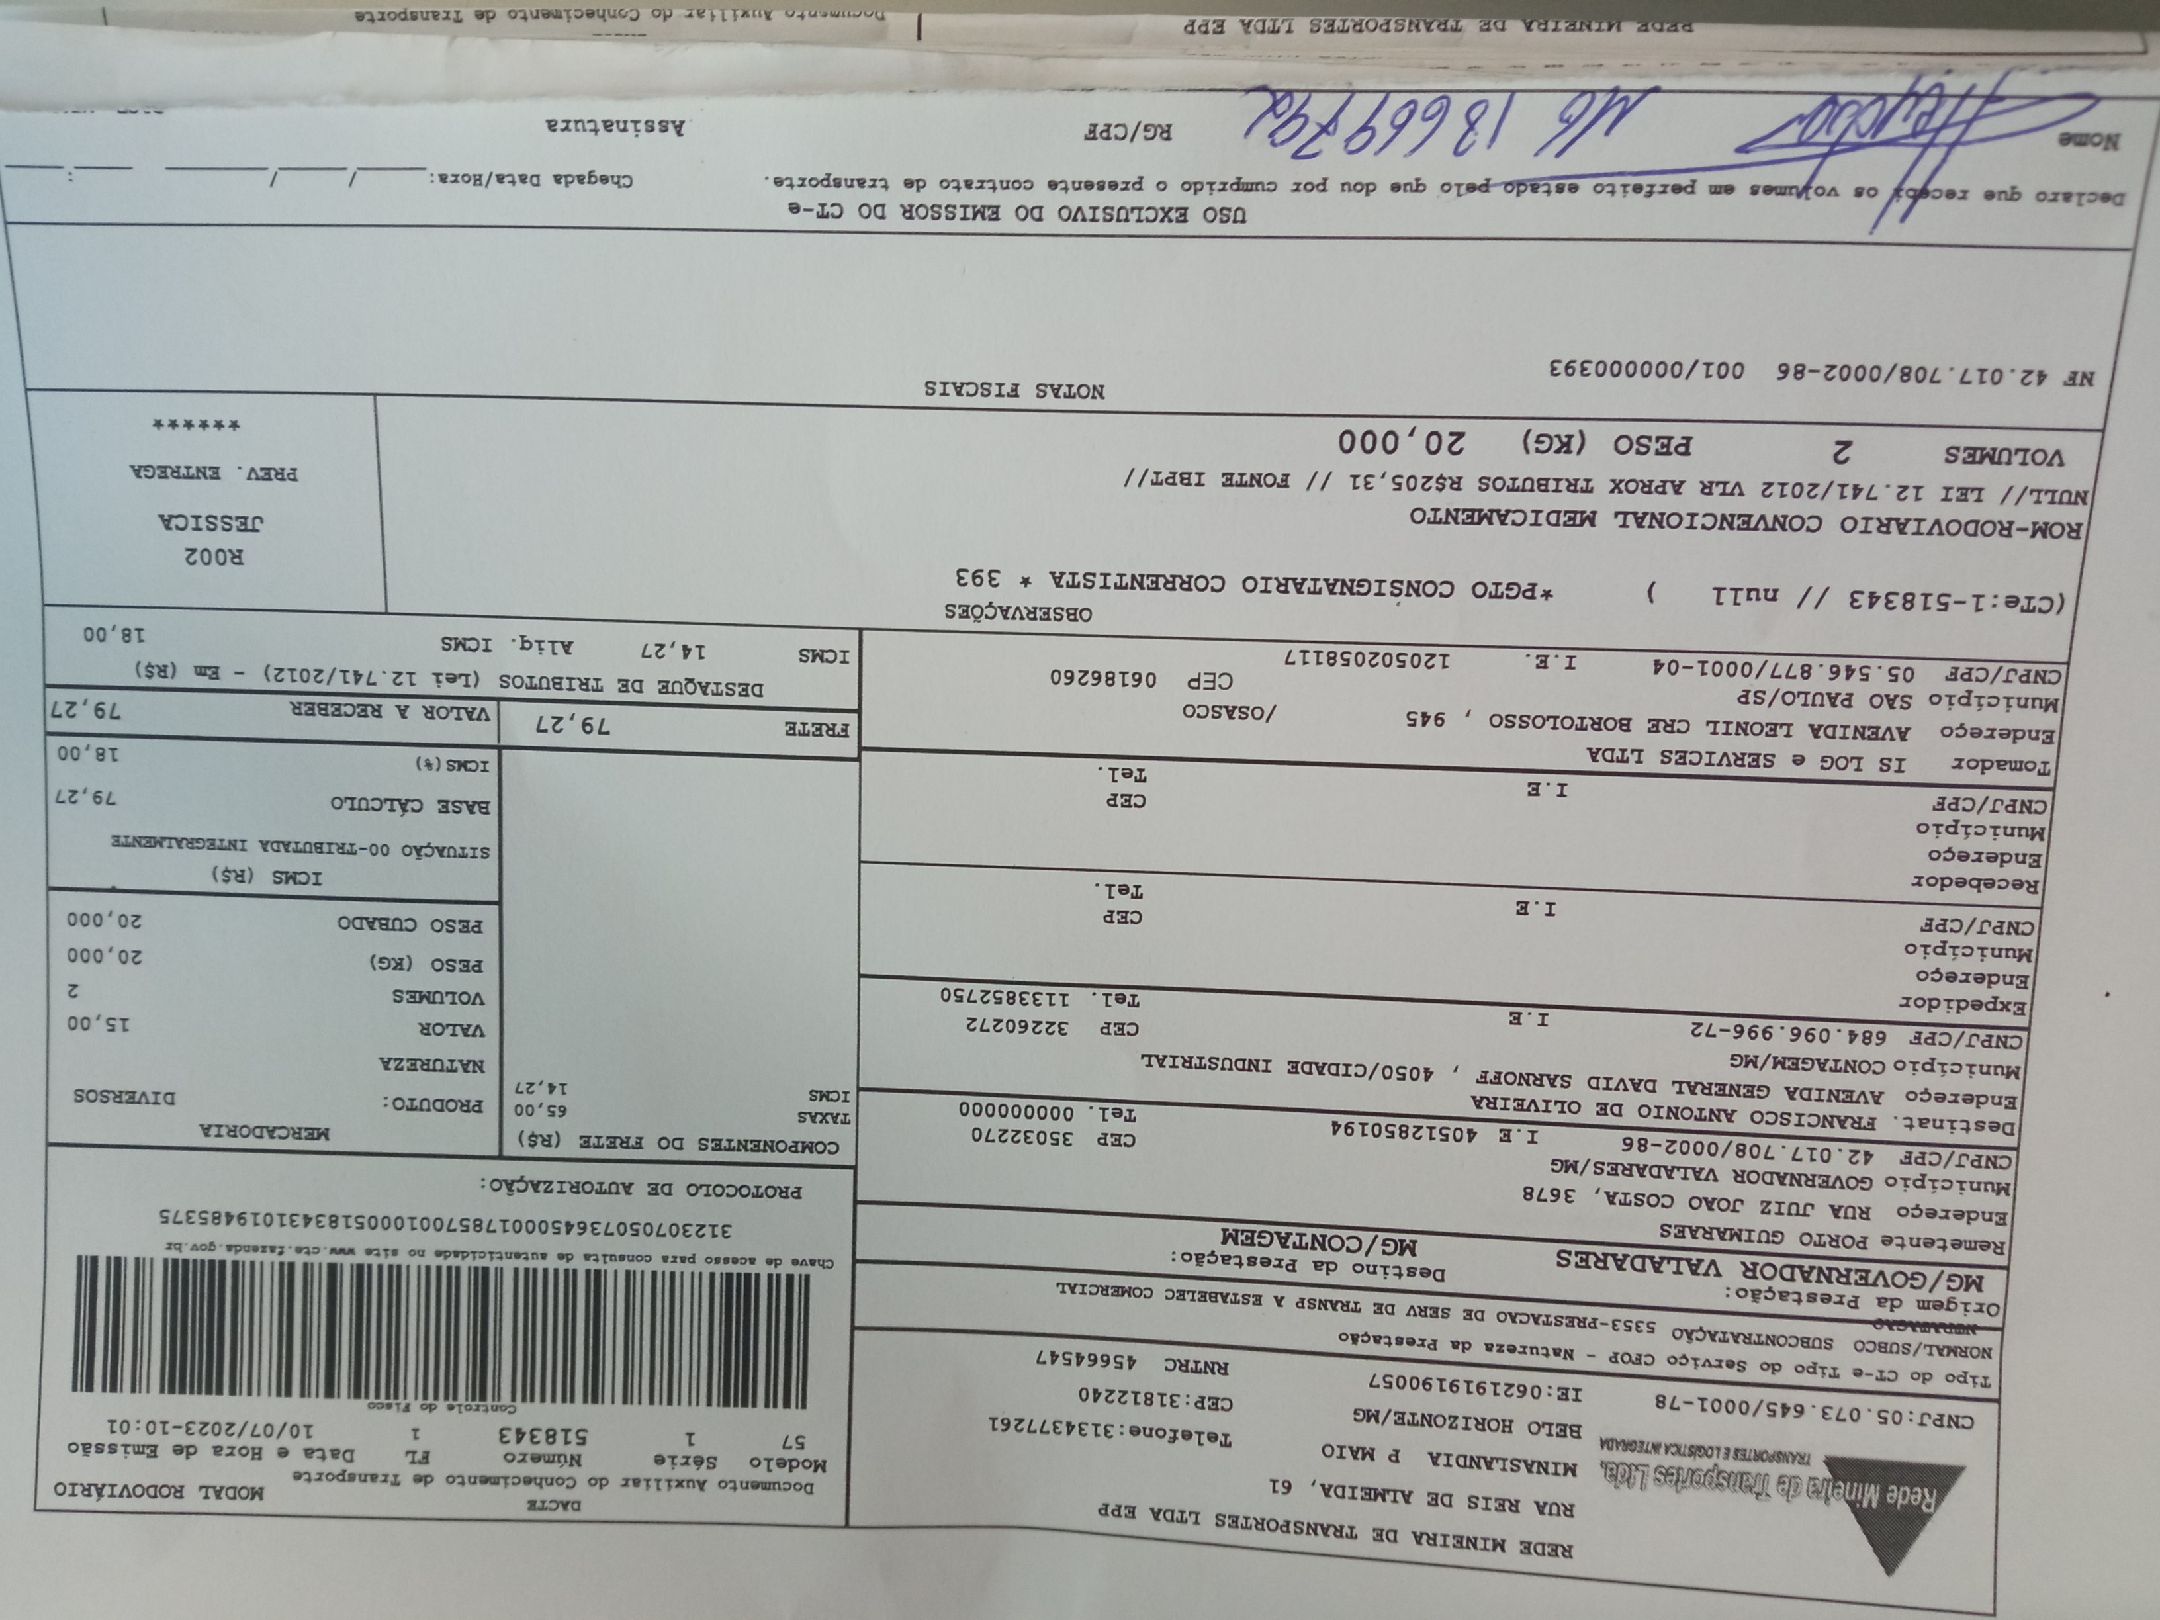 REDE MINEIRA DE TRANSPORTES LTDA EPP
Rede Mineira de Transportes Ltda.
TRANSPORTES E LOGISTICA INTEGRADA
RUA REIS DE ALMEIDA, 61
MINASLANDIA P MAIO Telefone:3134377261
BELO HORIZONTE/MG CEP:31812240
CNPJ:05.073.645/0001-78 IE:0621919190057 RNTRC 45664547
DACTE
Documento Auxiliar do Conhecimento de Transporte MODAL RODOVIÁRIO
Modelo Série Número FL Data e Hora de Emissão
57 1 518343 1 10/07/2023-10:01
Controle do Fisco
Tipo do CT-e Tipo do Serviço CFOP - Natureza da Prestação
NORMAL/SUBCO SUBCONTRATAÇÃO 5353-PRESTACAO DE SERV DE TRANSP A ESTABELEC COMERCIAL
Origem da Prestação: Destino da Prestação:
MG/GOVERNADOR VALADARES MG/CONTAGEM
Chave de acesso para consulta de autenticidade no site www.cte.fazenda.gov.br
31230705073645000178570010005183431019485375
PROTOCOLO DE AUTORIZAÇÃO:
Remetente PORTO GUIMARAES
Endereço RUA JUIZ JOAO COSTA, 3678
Município GOVERNADOR VALADARES/MG CEP 35032270
CNPJ/CPF 42.017.708/0002-86 I.E 40512850194 Tel. 00000000000
Destinat. FRANCISCO ANTONIO DE OLIVEIRA
Endereço AVENIDA GENERAL DAVID SARNOFF , 4050/CIDADE INDUSTRIAL
Município CONTAGEM/MG CEP 32260272
CNPJ/CPF 684.096.996-72 I.E Tel. 1133852750
Expedidor
Endereço
Município CEP
CNPJ/CPF I.E Tel.
Recebedor
Endereço
Município CEP
CNPJ/CPF I.E Tel.
Tomador IS LOG e SERVICES LTDA
Endereço AVENIDA LEONIL CRE BORTOLOSSO , 945 /OSASCO
Município SAO PAULO/SP CEP 06186260
CNPJ/CPF 05.546.877/0001-04 I.E. 120502058117
COMPONENTES DO FRETE (R$)
TAXAS 65,00
ICMS 14,27
MERCADORIA
PRODUTO: DIVERSOS
NATUREZA
VALOR 15,00
VOLUMES 2
PESO (KG) 20,000
PESO CUBADO 20,000
ICMS (R$)
SITUAÇÃO 00-TRIBUTADA INTEGRALMENTE
BASE CÁLCULO 79,27
ICMS(%) 18,00
FRETE 79,27 VALOR A RECEBER 79,27
DESTAQUE DE TRIBUTOS (Lei 12.741/2012) - Em (R$)
ICMS 14,27 Aliq. ICMS 18,00
OBSERVAÇÕES
(CTe:1-518343 // null ) *PGTO CONSIGNATARIO CORRENTISTA * 393
ROM-RODOVIARIO CONVENCIONAL MEDICAMENTO
NULL// LEI 12.741/2012 VLR APROX TRIBUTOS R$205,31 // FONTE IBPT//
VOLUMES 2 PESO (KG) 20,000
R002
JESSICA
PREV. ENTREGA
******
NOTAS FISCAIS
NF 42.017.708/0002-86 001/000000393
USO EXCLUSIVO DO EMISSOR DO CT-e
Declaro que recebi os volumes em perfeito estado pelo que dou por cumprido o presente contrato de transporte. Chegada Data/Hora: ____/____/____ ____:____
Nome MG 13669792 RG/CPF Assinatura
REDE MINEIRA DE TRANSPORTES LTDA EPP
Documento Auxiliar do Conhecimento de Transporte